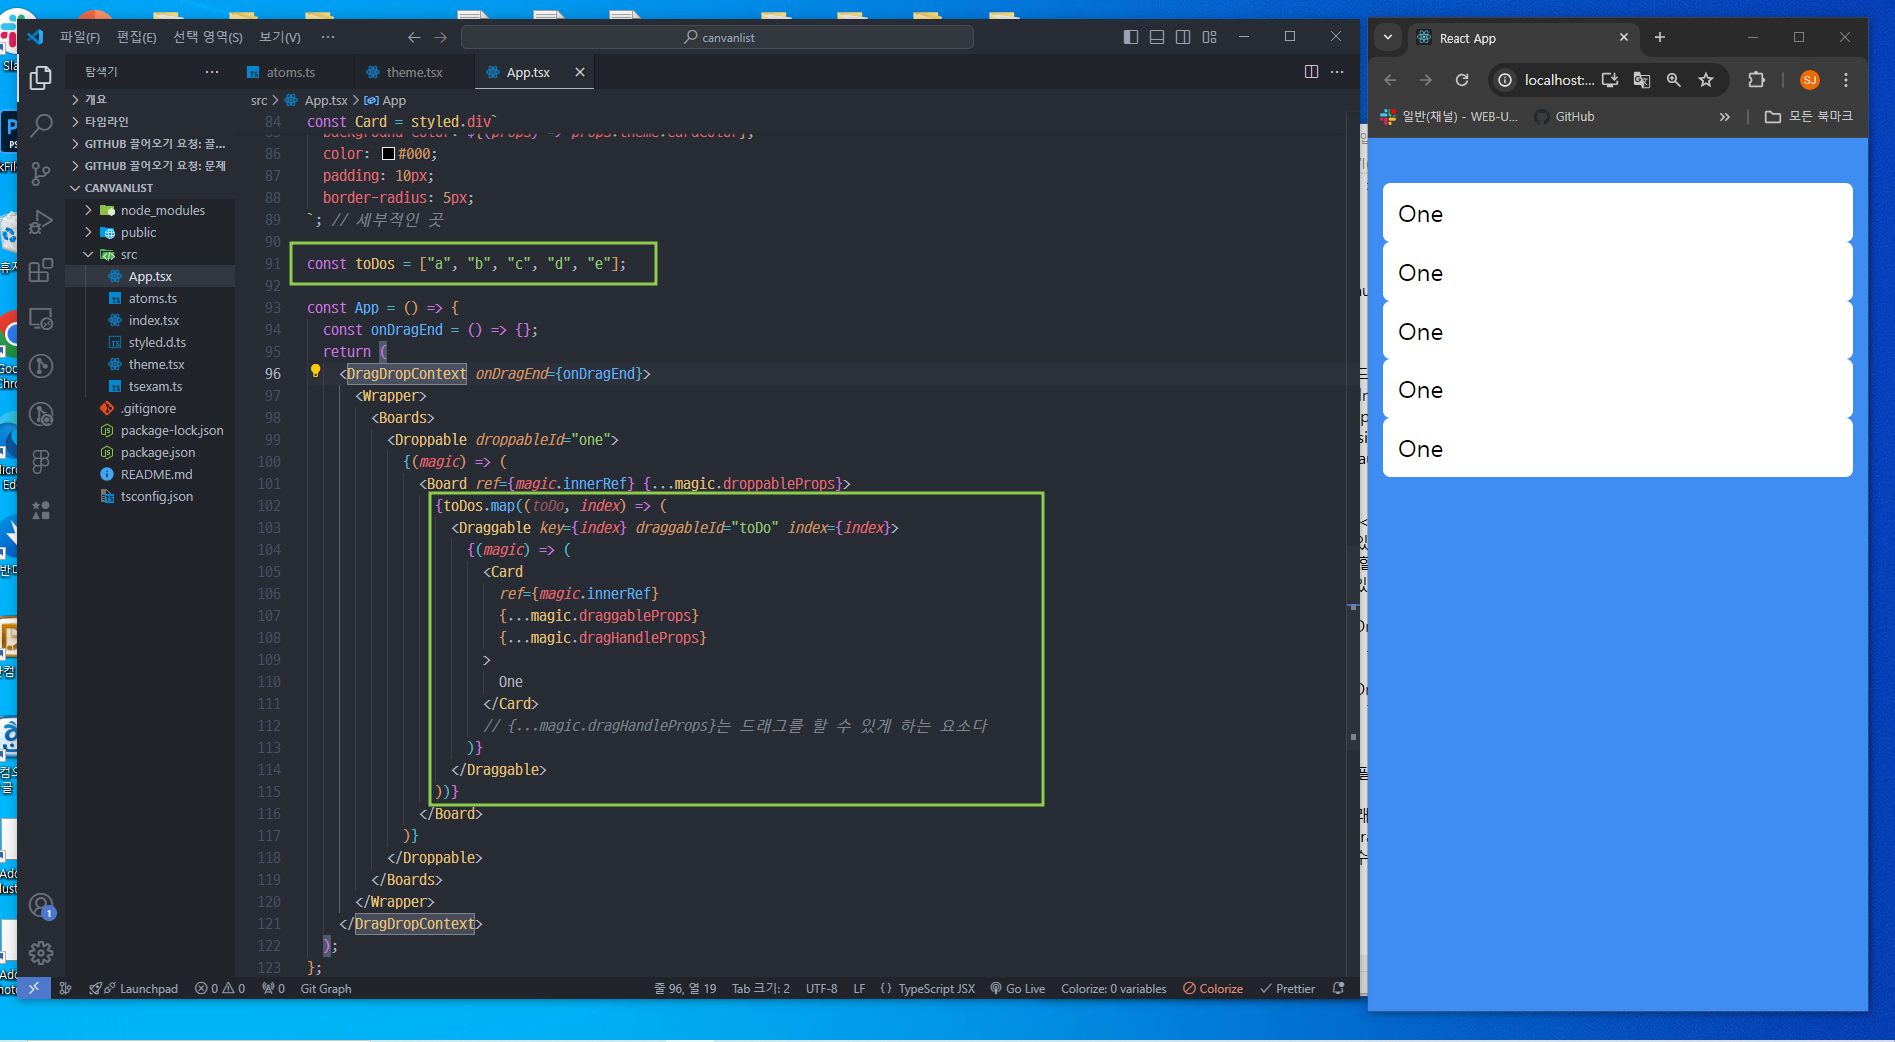 파일(F) 편집(E) 선택 영역(S) 보기(V) ··· canvanlist
탐색기 ···
atoms.ts theme.tsx App.tsx
src > App.tsx > App
개요
타임라인
GITHUB 끌어오기 요청: 끌...
GITHUB 끌어오기 요청: 문제
CANVANLIST
node_modules
public
src
App.tsx
atoms.ts
index.tsx
styled.d.ts
theme.tsx
tsexam.ts
.gitignore
package-lock.json
package.json
README.md
tsconfig.json
84 const Card = styled.div`
background-color: ${(props) => props.theme.cardColor};
86 color: #000;
87 padding: 10px;
88 border-radius: 5px;
89 `; // 세부적인 곳
90
91 const toDos = ["a", "b", "c", "d", "e"];
92
93 const App = () => {
94 const onDragEnd = () => {};
95 return (
96 <DragDropContext onDragEnd={onDragEnd}>
97 <Wrapper>
98 <Boards>
99 <Droppable droppableId="one">
100 {(magic) => (
101 <Board ref={magic.innerRef} {...magic.droppableProps}>
102 {toDos.map((toDo, index) => (
103 <Draggable key={index} draggableId="toDo" index={index}>
104 {(magic) => (
105 <Card
106 ref={magic.innerRef}
107 {...magic.draggableProps}
108 {...magic.dragHandleProps}
109 >
110 One
111 </Card>
112 // {...magic.dragHandleProps}는 드래그를 할 수 있게 하는 요소다
113 )}
114 </Draggable>
115 ))}
116 </Board>
117 )}
118 </Droppable>
119 </Boards>
120 </Wrapper>
121 </DragDropContext>
122 );
123 };
1
Launchpad 0 0 0 Git Graph 줄 96, 열 19 Tab 크기: 2 UTF-8 LF {} TypeScript JSX Go Live Colorize: 0 variables Colorize Prettier
React App
localhost:... SJ
일반(채널) - WEB-U... GitHub » 모든 북마크
One
One
One
One
One